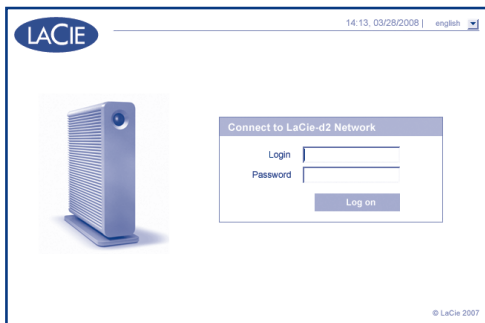 LACIE
14:13, 03/28/2008 | english
Connect to LaCie-d2 Network
Login
Password
Log on
© LaCie 2007